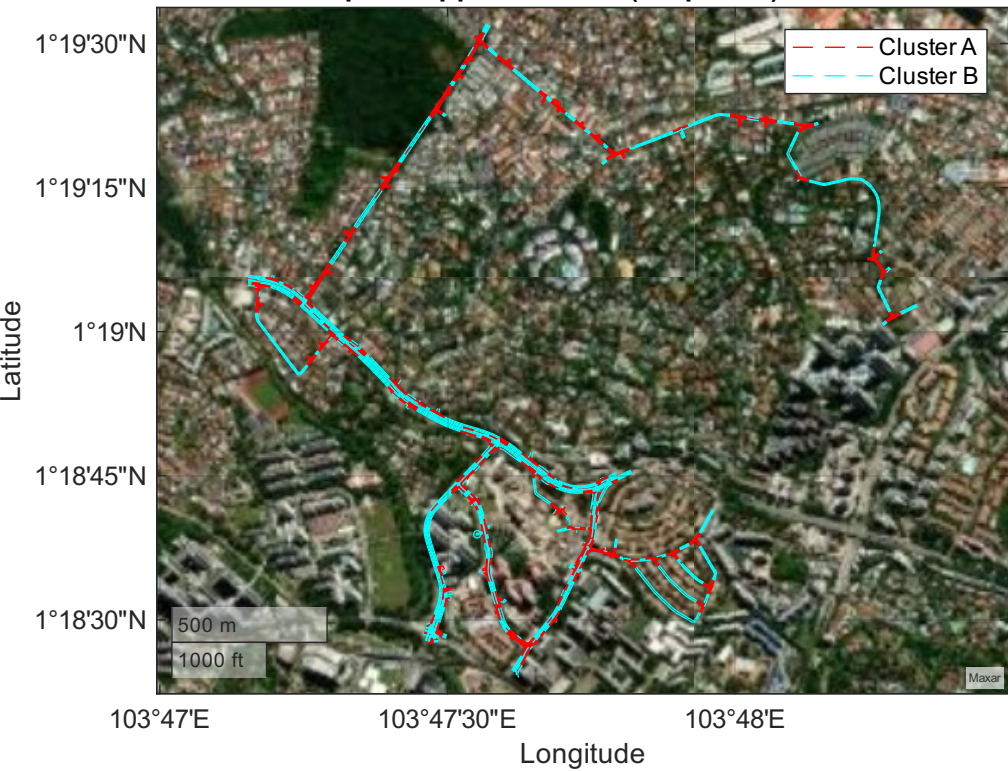 1°19'30"N
Cluster A
Cluster B
1°19'15"N
1°19'N
Latitude
1°18'45"N
1°18'30"N
500 m
1000 ft
Maxar
103°47'E
103°47'30"E
103°48'E
Longitude